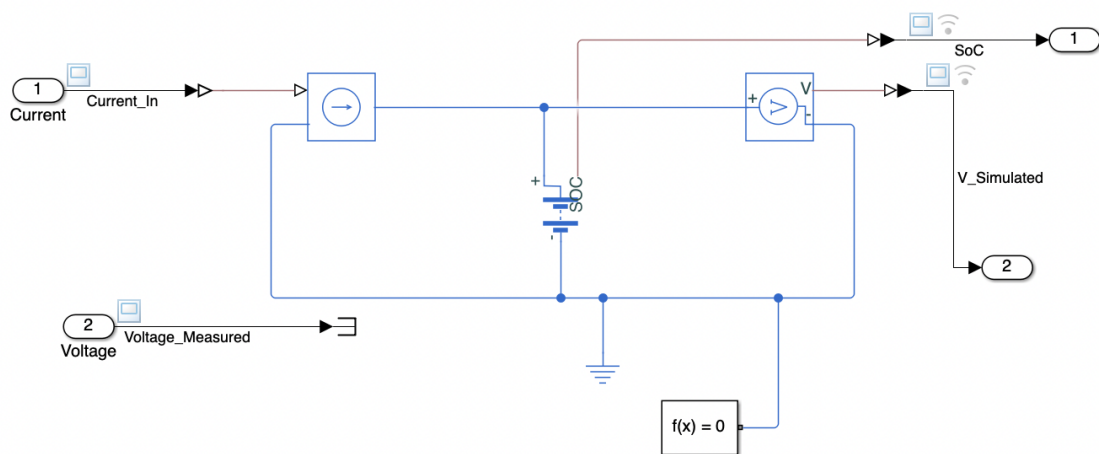 1
SoC
1
Current_In
Current
V
+
V
-
V_Simulated
+
SOC
-
2
2
Voltage_Measured
Voltage
f(x) = 0